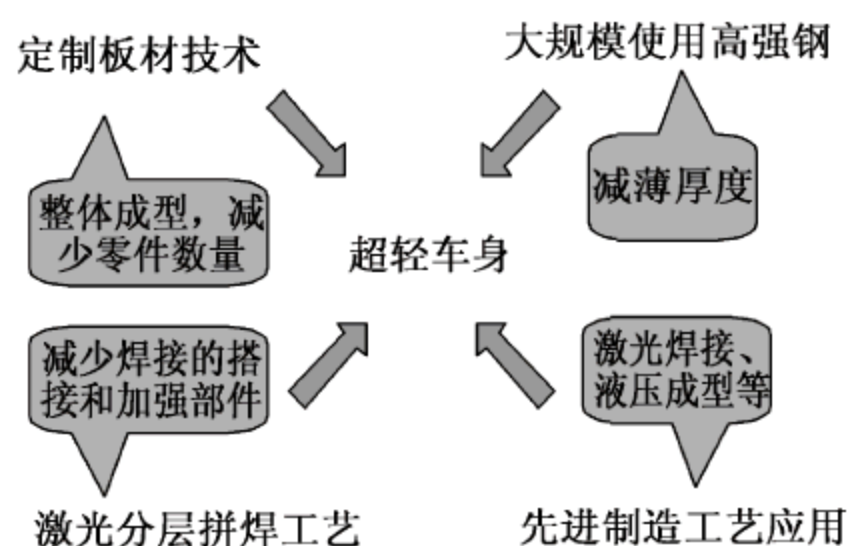 定制板材技术
大规模使用高强钢
整体成型，减
少零件数量
减薄厚度
超轻车身
减少焊接的搭
接和加强部件
激光焊接、
液压成型等
激光分层拼焊工艺
先进制造工艺应用